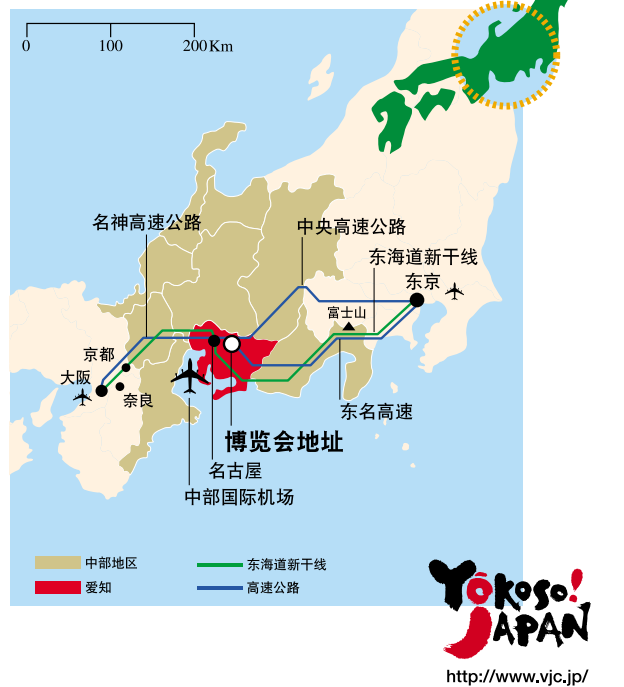 0 100 200 Km
名神高速公路
中央高速公路
东海道新干线
东京
富士山
京都
大阪
奈良
东名高速
博览会地址
名古屋
中部国际机场
中部地区
东海道新干线
爱知
高速公路
YŌKOSO!
JAPAN
http://www.vjc.jp/